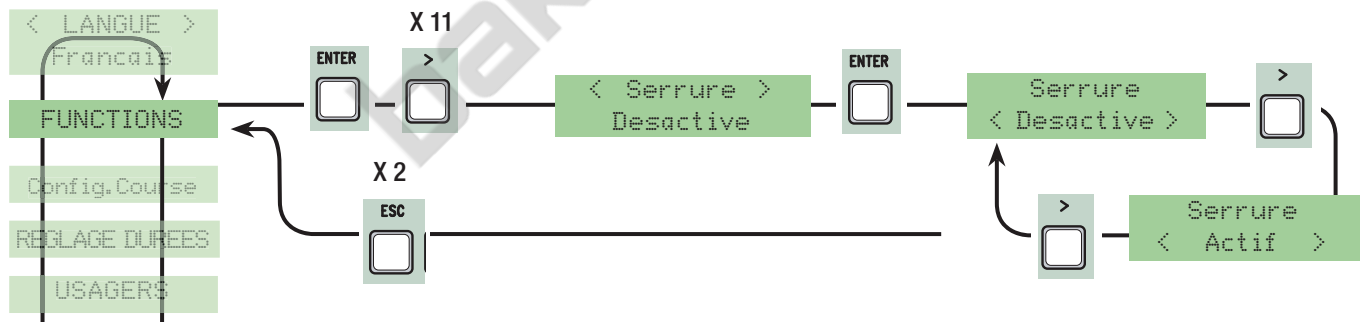 < LANGUE >
Francais
FUNCTIONS
Config.Course
REGLAGE DUREES
USAGERS
ENTER
X 11
>
< Serrure >
Desactive
ENTER
Serrure
< Desactive >
>
Serrure
< Actif >
>
X 2
ESC